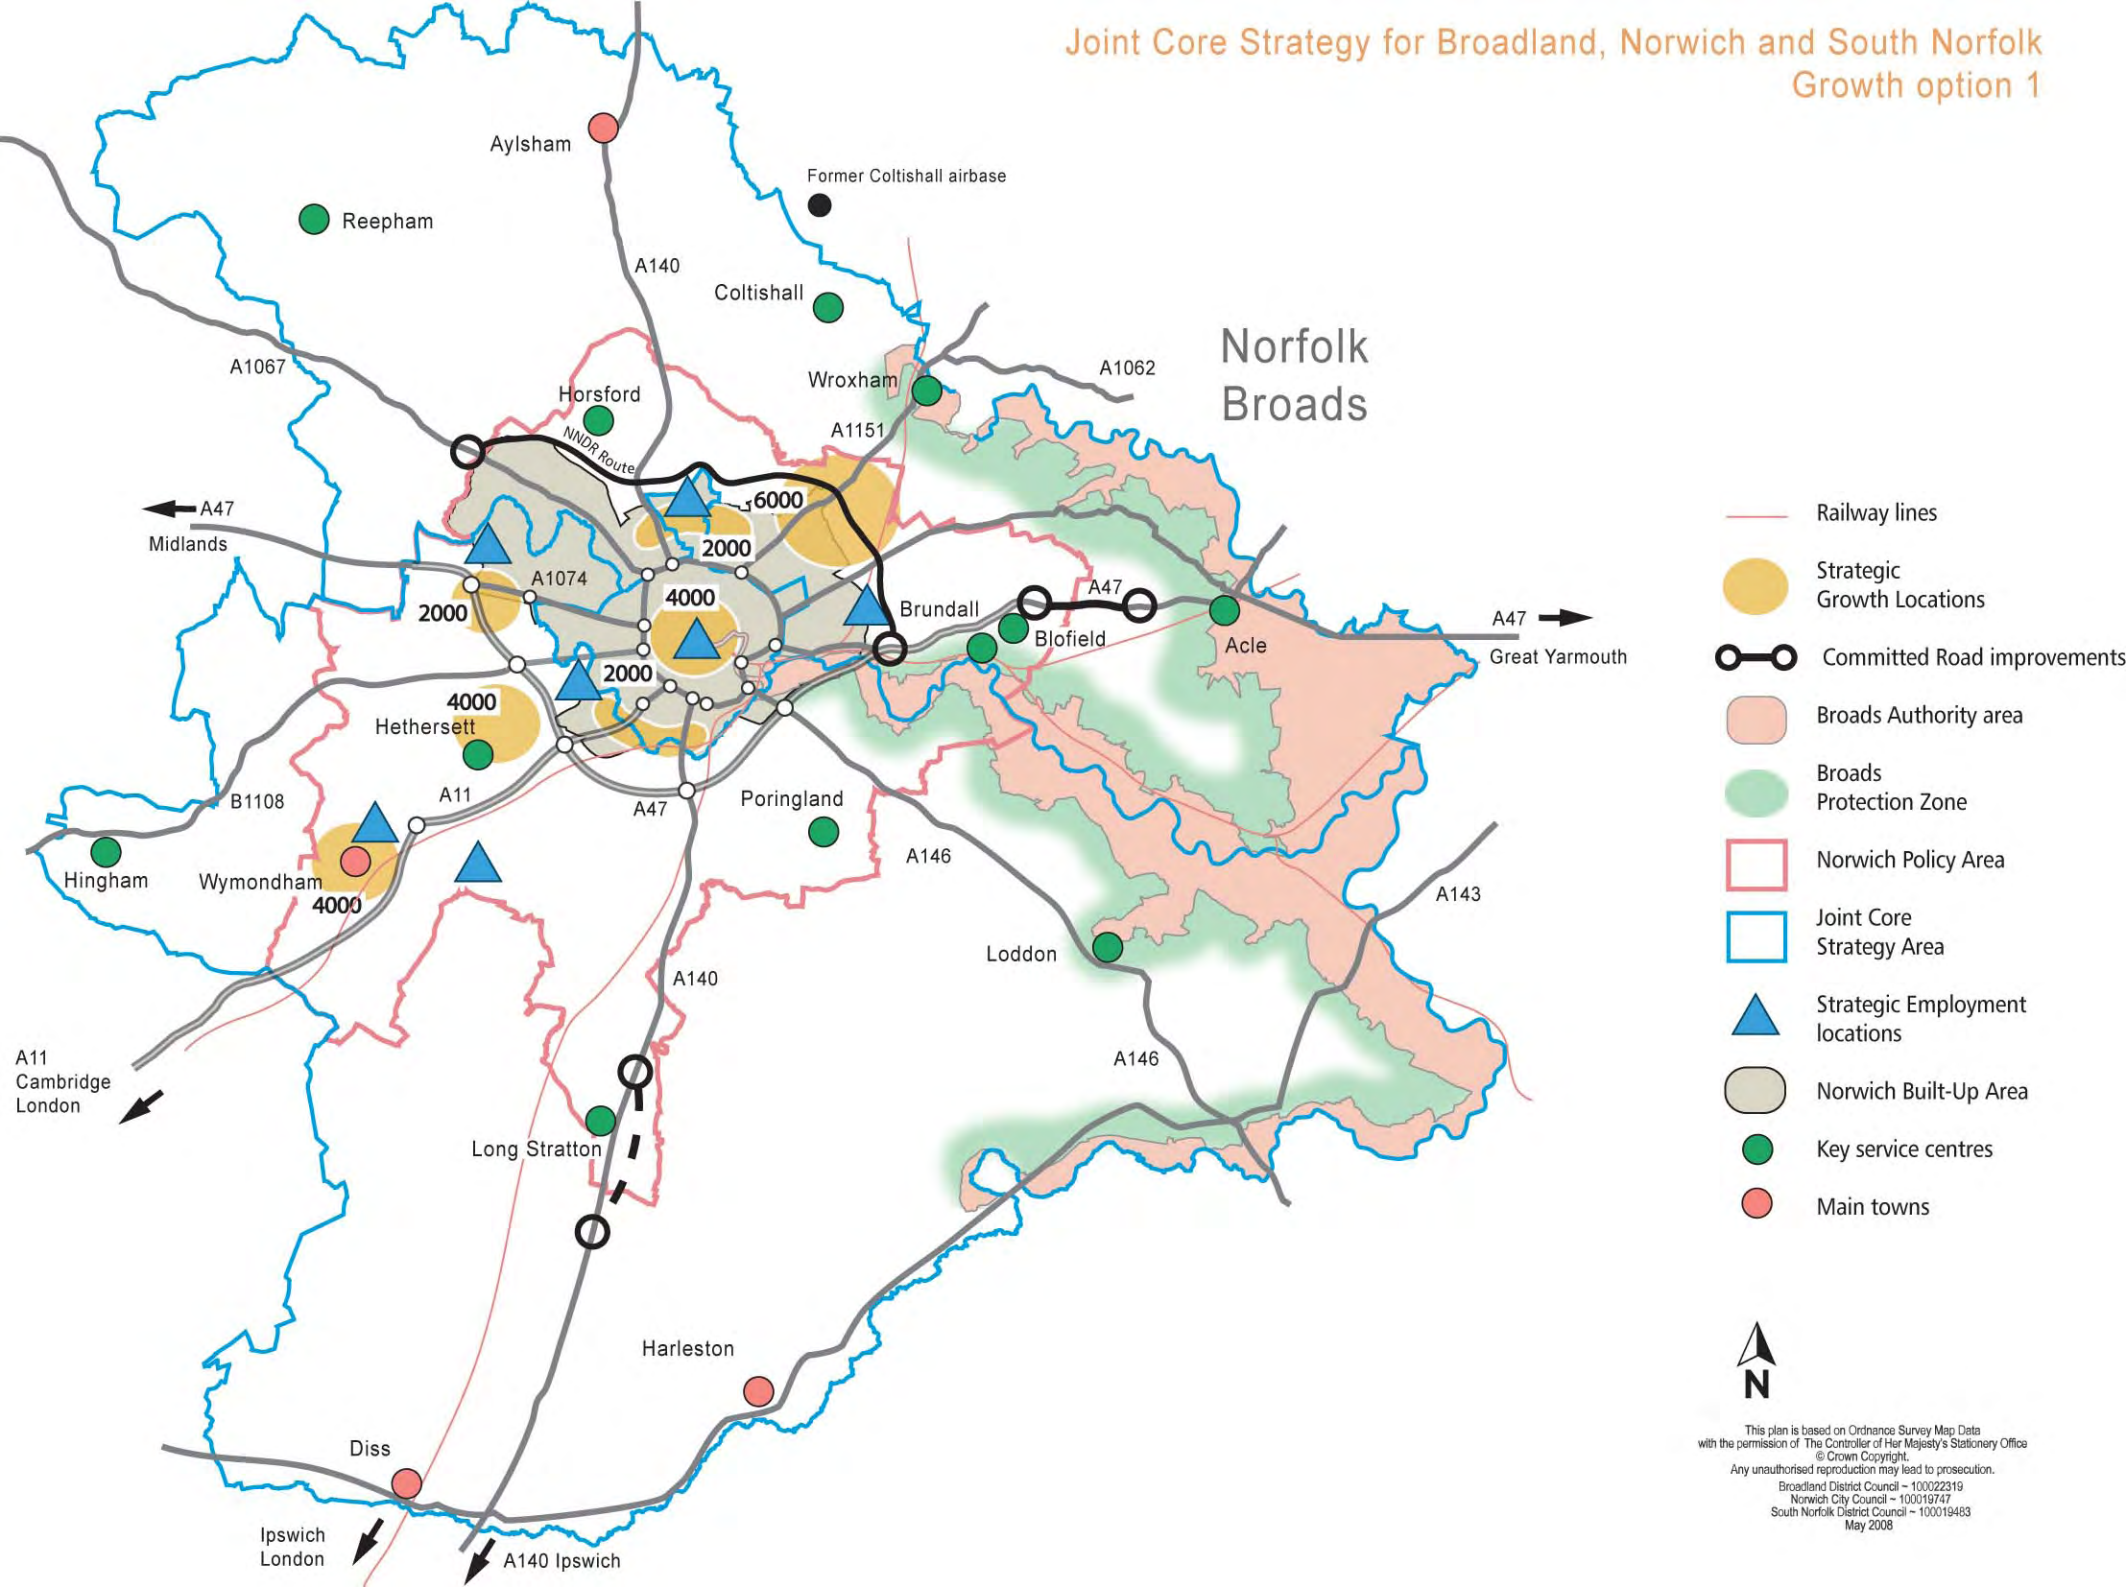 Joint Core Strategy for Broadland, Norwich and South Norfolk
Growth option 1
Aylsham
Former Coltishall airbase
Reepham
A140
Coltishall
Norfolk
Broads
A1067
Wroxham
A1062
Horsford
A1151
NNDR Route
6000
A47
Midlands
2000
A1074
4000
2000
A47
Brundall
Blofield
Acle
A47
Great Yarmouth
2000
4000
Hethersett
B1108
A11
A47
Poringland
A146
Hingham
Wymondham
4000
A143
Loddon
A140
A146
A11
Cambridge
London
Long Stratton
Harleston
Diss
Ipswich
London
A140 Ipswich
Railway lines
Strategic
Growth Locations
Committed Road improvements
Broads Authority area
Broads
Protection Zone
Norwich Policy Area
Joint Core
Strategy Area
Strategic Employment
locations
Norwich Built-Up Area
Key service centres
Main towns
N
This plan is based on Ordnance Survey Map Data
with the permission of The Controller of Her Majesty's Stationery Office
© Crown Copyright.
Any unauthorised reproduction may lead to prosecution.
Broadland District Council ~ 100022319
Norwich City Council ~ 100019747
South Norfolk District Council ~ 100019483
May 2008